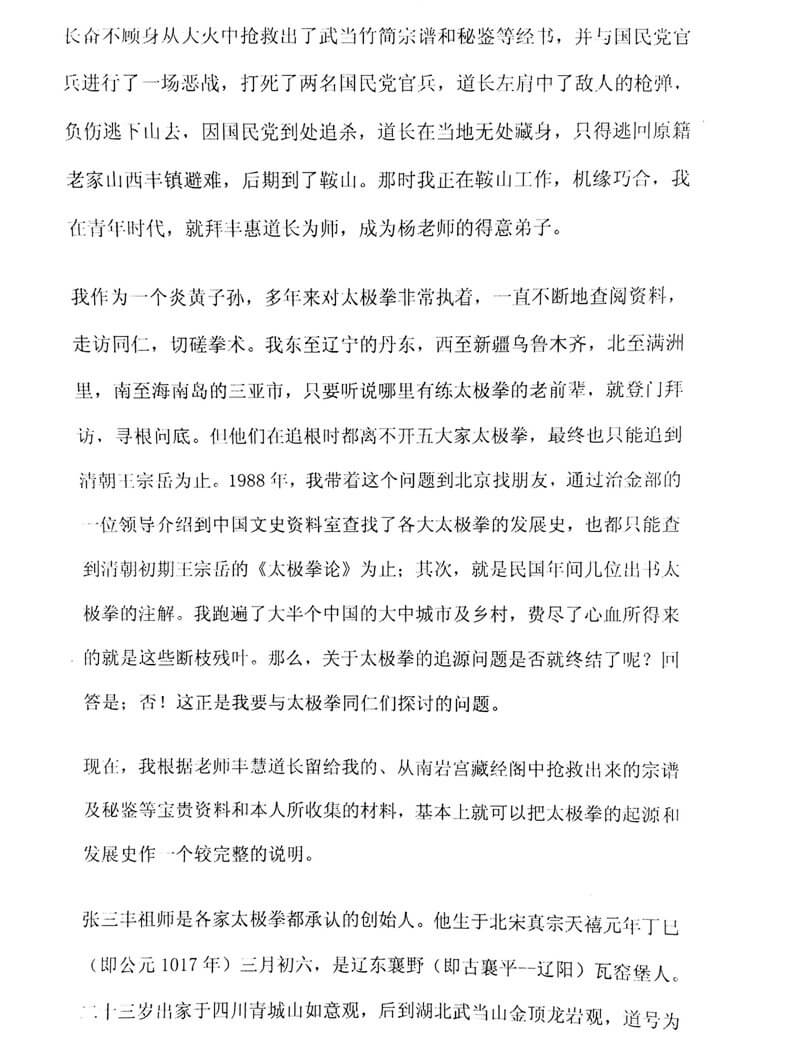 长奋不顾身从大火中抢救出了武当竹简宗谱和秘鉴等经书，并与国民党官
兵进行了一场恶战，打死了两名国民党官兵，道长左肩中了敌人的枪弹，
负伤逃下山去，因国民党到处追杀，道长在当地无处藏身，只得逃回原籍
老家山西丰镇避难，后期到了鞍山。那时我正在鞍山工作，机缘巧合，我
在青年时代，就拜丰惠道长为师，成为杨老师的得意弟子。
我作为一个炎黄子孙，多年来对太极拳非常执着，一直不断地查阅资料，
走访同仁，切磋拳术。我东至辽宁的丹东，西至新疆乌鲁木齐，北至满洲
里，南至海南岛的三亚市，只要听说哪里有练太极拳的老前辈，就登门拜
访，寻根问底。但他们在追根时都离不开五大家太极拳，最终也只能追到
清朝王宗岳为止。1988 年，我带着这个问题到北京找朋友，通过冶金部的
一位领导介绍到中国文史资料室查找了各大太极拳的发展史，也都只能查
到清朝初期王宗岳的《太极拳论》为止；其次，就是民国年间几位出书太
极拳的注解。我跑遍了大半个中国的大中城市及乡村，费尽了心血所得来
的就是这些断枝残叶。那么，关于太极拳的追源问题是否就终结了呢？回
答是；否！这正是我要与太极拳同仁们探讨的问题。
现在，我根据老师丰慧道长留给我的、从南岩宫藏经阁中抢救出来的宗谱
及秘鉴等宝贵资料和本人所收集的材料，基本上就可以把太极拳的起源和
发展史作一个较完整的说明。
张三丰祖师是各家太极拳都承认的创始人。他生于北宋真宗天禧元年丁巳
（即公元 1017 年）三月初六，是辽东襄野（即古襄平--辽阳）瓦窑堡人。
二十三岁出家于四川青城山如意观，后到湖北武当山金顶龙岩观，道号为